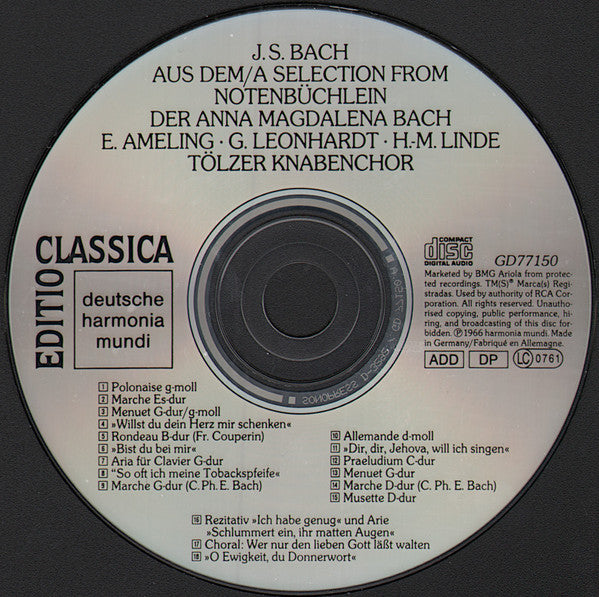 J.S. BACH
AUS DEM/A SELECTION FROM
NOTENBÜCHLEIN
DER ANNA MAGDALENA BACH
E. AMELING · G. LEONHARDT · H.-M. LINDE
TÖLZER KNABENCHOR
EDITIO CLASSICA
deutsche
harmonia
mundi
COMPACT
disc
DIGITAL AUDIO
GD77150
Marketed by BMG Ariola from protec-
ted recordings. TM(S)® Marca(s) Regi-
stradas. Used by authority of RCA Cor-
poration. All rights reserved. Unautho-
rised copying, public performance, hi-
ring, and broadcasting of this disc for-
bidden. ℗ 1966 harmonia mundi. Made
in Germany/Fabriqué en Allemagne.
ADD DP LC 0761
1 Polonaise g-moll
2 Marche Es-dur
3 Menuet G-dur/g-moll
4 »Willst du dein Herz mir schenken«
5 Rondeau B-dur (Fr. Couperin)
6 »Bist du bei mir«
7 Aria für Clavier G-dur
8 "So oft ich meine Tobackspfeife"
9 Marche G-dur (C. Ph. E. Bach)
10 Allemande d-moll
11 »Dir, dir, Jehova, will ich singen«
12 Praeludium C-dur
13 Menuet G-dur
14 Marche D-dur (C. Ph. E. Bach)
15 Musette D-dur
16 Rezitativ »Ich habe genug« und Arie
»Schlummert ein, ihr matten Augen«
17 Choral: Wer nur den lieben Gott läßt walten
18 »O Ewigkeit, du Donnerwort«
SONOPRESS